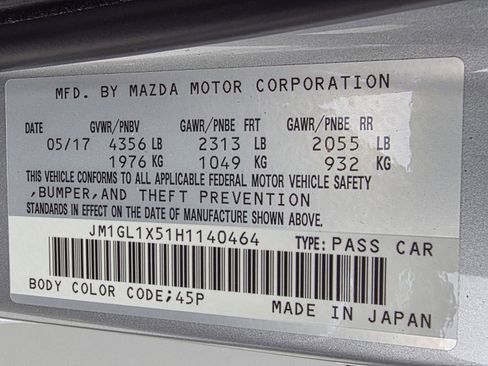 MFD. BY MAZDA MOTOR CORPORATION
DATE GVWR/PNBV GAWR/PNBE FRT GAWR/PNBE RR
05/17 4356 LB 2313 LB 2055 LB
1976 KG 1049 KG 932 KG
THIS VEHICLE CONFORMS TO ALL APPLICABLE FEDERAL MOTOR VEHICLE SAFETY
,BUMPER,AND THEFT PREVENTION
STANDARDS IN EFFECT ON THE DATE OF MANUFACTURE SHOWN ABOVE.
JM1GL1X51H1140464 TYPE: PASS CAR
BODY COLOR CODE;45P MADE IN JAPAN